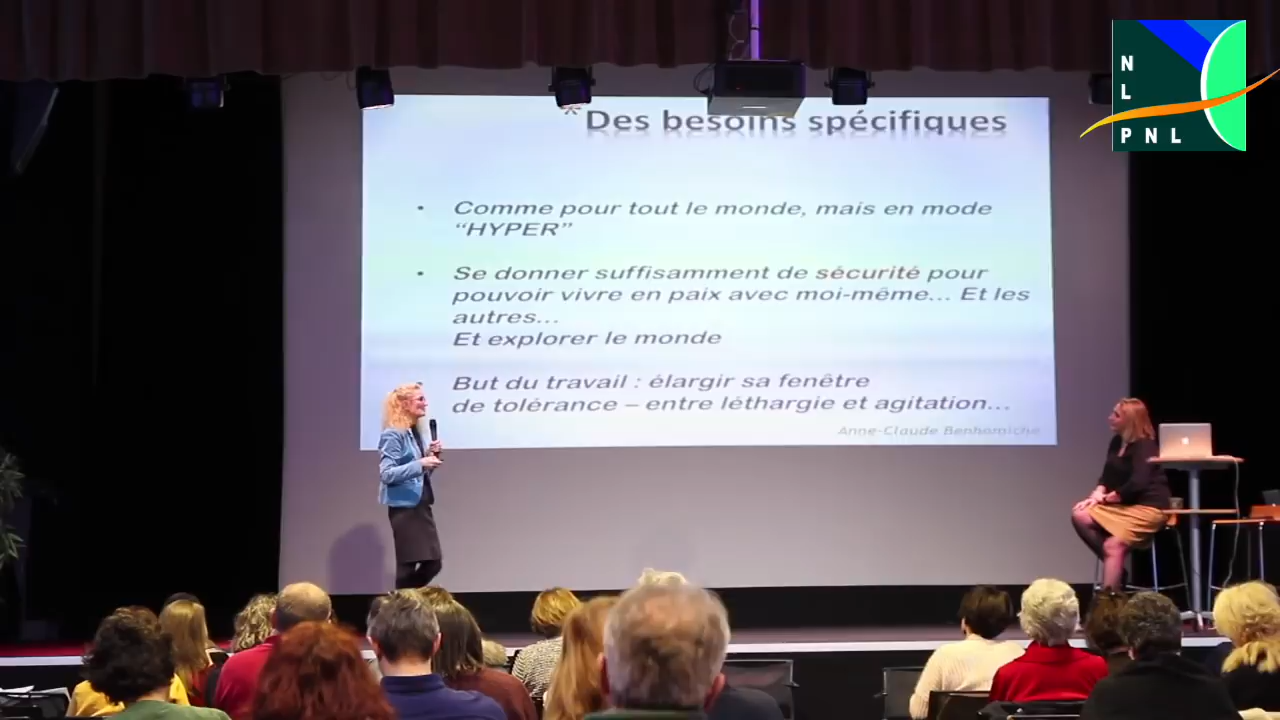 N
L
P N L
*Des besoins spécifiques
• Comme pour tout le monde, mais en mode
“HYPER”
• Se donner suffisamment de sécurité pour
pouvoir vivre en paix avec moi-même... Et les
autres...
Et explorer le monde
But du travail : élargir sa fenêtre
de tolérance – entre léthargie et agitation...
Anne-Claude Benhamiche